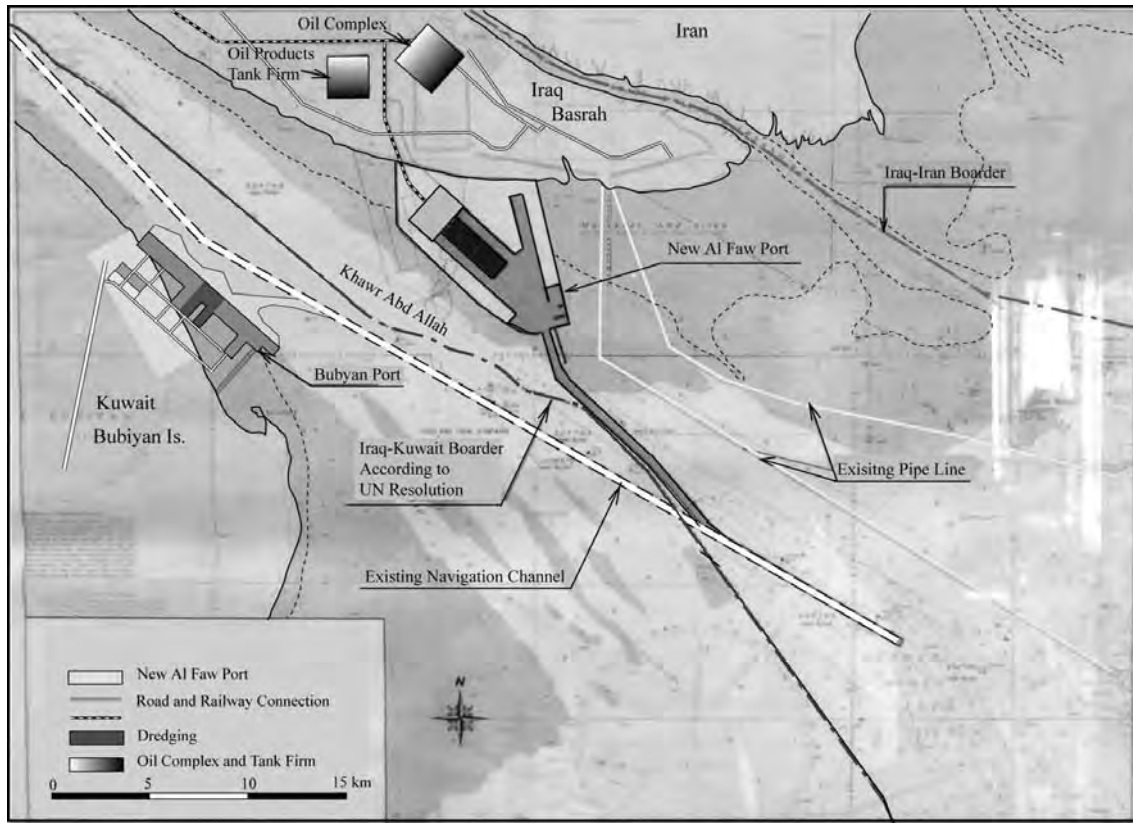 Oil Complex
Iran
Oil Products
Tank Firm
Iraq
Basrah
Iraq-Iran Boarder
New Al Faw Port
Khawr Abd Allah
Bubyan Port
Kuwait
Bubiyan Is.
Iraq-Kuwait Boarder
According to
UN Resolution
Exisitng Pipe Line
Existing Navigation Channel
New Al Faw Port
Road and Railway Connection
Dredging
Oil Complex and Tank Firm
N
0 5 10 15 km